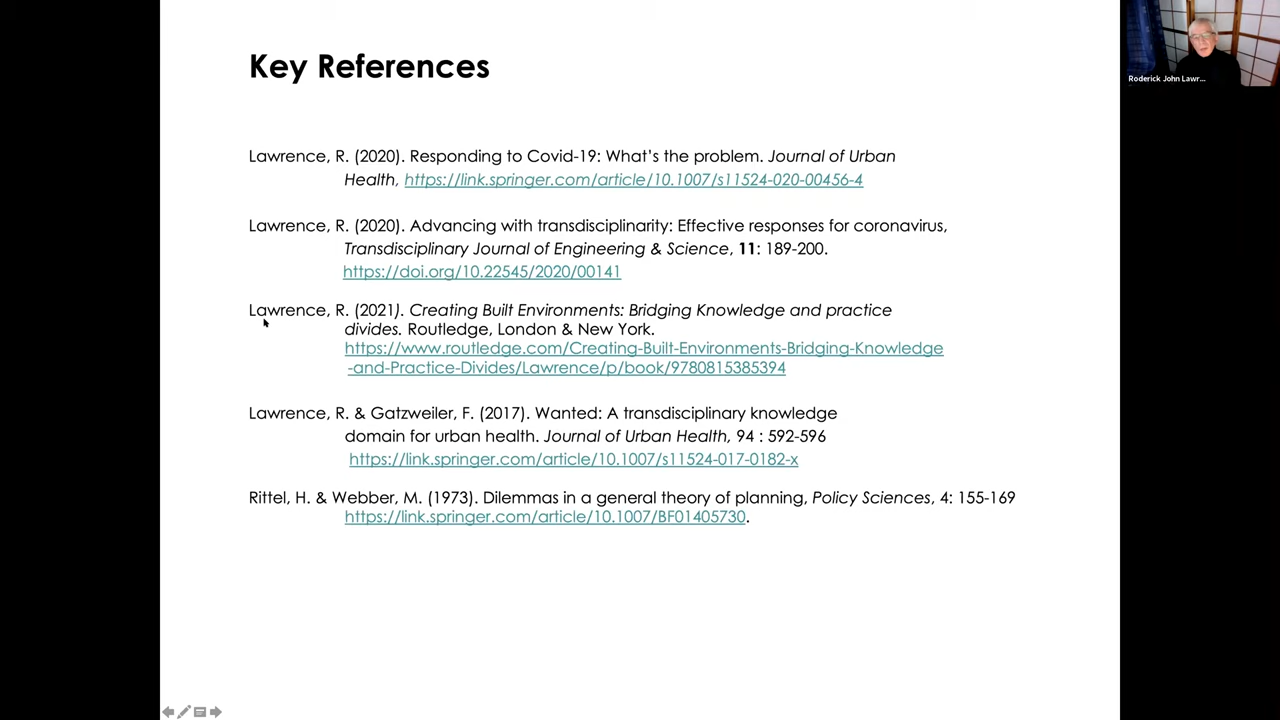 Key References
Roderick John Lawr...
Lawrence, R. (2020). Responding to Covid-19: What's the problem. Journal of Urban
Health, https://link.springer.com/article/10.1007/s11524-020-00456-4
Lawrence, R. (2020). Advancing with transdisciplinarity: Effective responses for coronavirus,
Transdisciplinary Journal of Engineering & Science, 11: 189-200.
https://doi.org/10.22545/2020/00141
Lawrence, R. (2021). Creating Built Environments: Bridging Knowledge and practice
divides. Routledge, London & New York.
https://www.routledge.com/Creating-Built-Environments-Bridging-Knowledge
-and-Practice-Divides/Lawrence/p/book/9780815385394
Lawrence, R. & Gatzweiler, F. (2017). Wanted: A transdisciplinary knowledge
domain for urban health. Journal of Urban Health, 94 : 592-596
https://link.springer.com/article/10.1007/s11524-017-0182-x
Rittel, H. & Webber, M. (1973). Dilemmas in a general theory of planning, Policy Sciences, 4: 155-169
https://link.springer.com/article/10.1007/BF01405730.